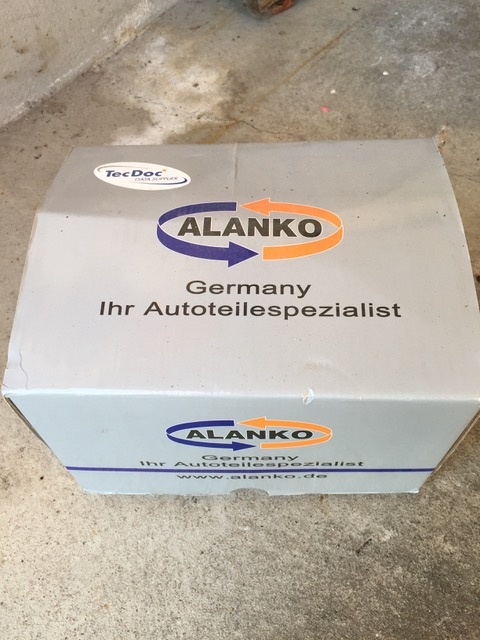 TecDoc®
DATA SUPPLIER
ALANKO
Germany
Ihr Autoteilespezialist
ALANKO
Germany
Ihr Autoteilespezialist
www.alanko.de